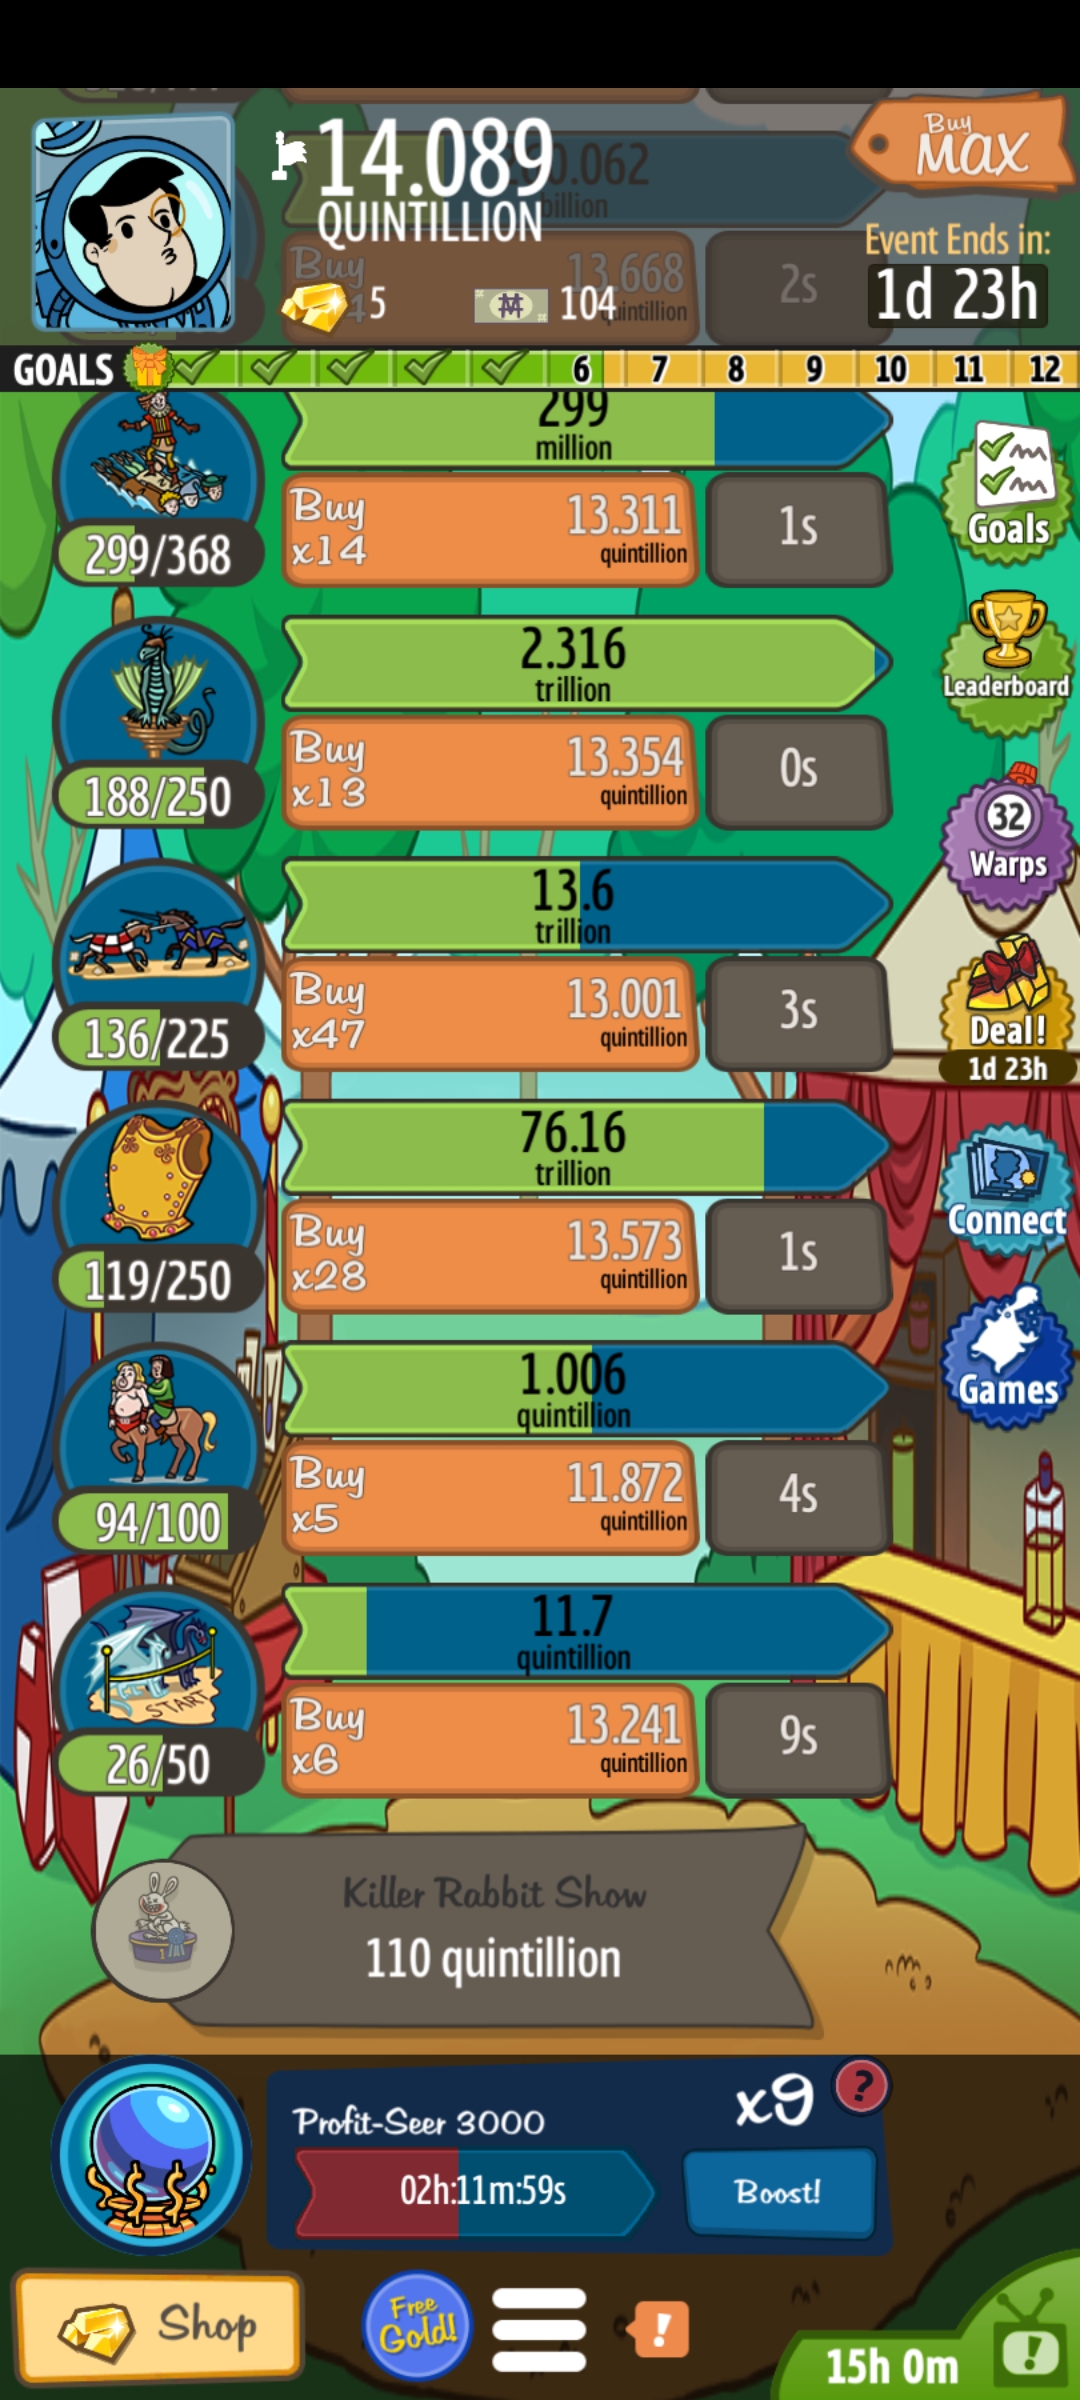 14.089
QUINTILLION
Buy
MAX
Event Ends in:
1d 23h
billion
Buy
13.668
quintillion
2s
5
104
GOALS
6 7 8 9 10 11 12
299
million
299/368
Buy
x14
13.311
quintillion
1s
Goals
2.316
trillion
188/250
Buy
x13
13.354
quintillion
0s
Leaderboard
32
Warps
13.6
trillion
136/225
Buy
x47
13.001
quintillion
3s
Deal!
1d 23h
76.16
trillion
119/250
Buy
x28
13.573
quintillion
1s
Connect
1.006
quintillion
94/100
Buy
x5
11.872
quintillion
4s
Games
11.7
quintillion
START
26/50
Buy
x6
13.241
quintillion
9s
Killer Rabbit Show
110 quintillion
1
Profit-Seer 3000
x9
?
02h:11m:59s
Boost!
Shop
Free
Gold!
!
15h 0m
!